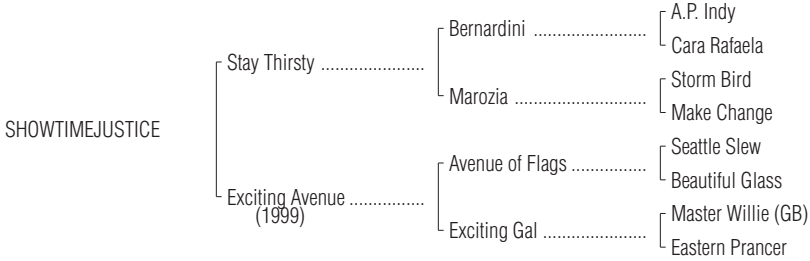 A.P. Indy
Bernardini ........................
Cara Rafaela
Stay Thirsty ......................
Storm Bird
Marozia ............................
Make Change
SHOWTIMEJUSTICE
Seattle Slew
Avenue of Flags ................
Beautiful Glass
Exciting Avenue ................
(1999)
Master Willie (GB)
Exciting Gal ......................
Eastern Prancer